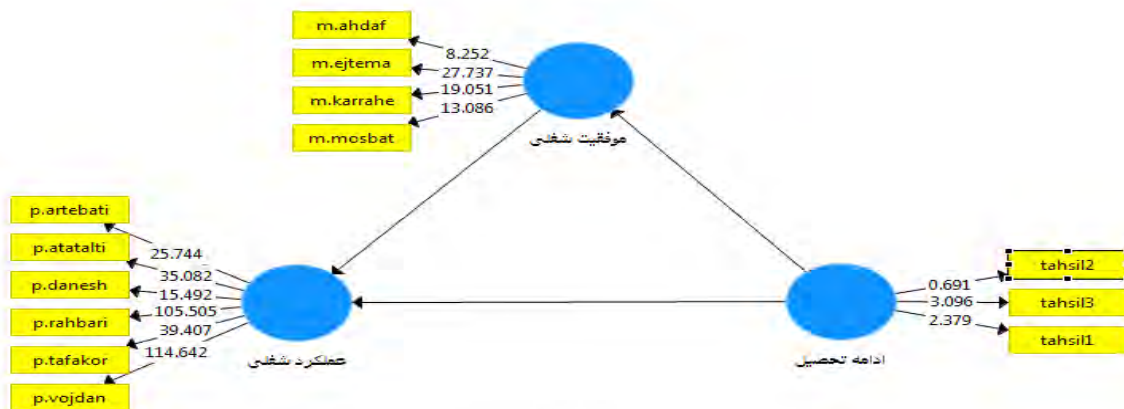 m.ahdaf
m.ejtema
m.karrahe
m.mosbat
8.252
27.737
19.051
13.086
موفقیت شغلی
p.artebati
p.atatalti
p.danesh
p.rahbari
p.tafakor
p.vojdan
25.744
35.082
15.492
105.505
39.407
114.642
عملکرد شغلی
ادامه تحصیل
0.691
3.096
2.379
tahsil2
tahsil3
tahsil1